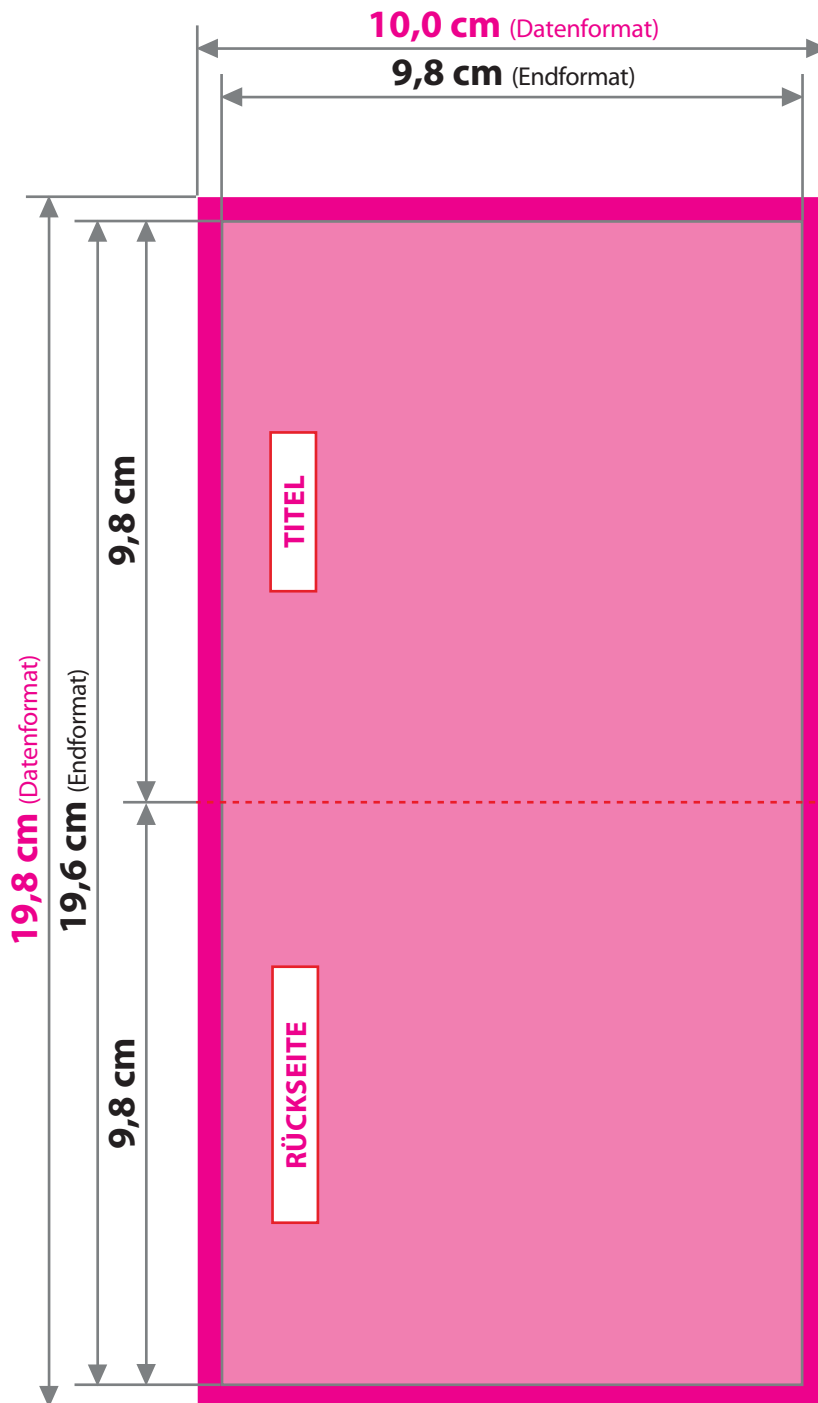 10,0 cm (Datenformat)
9,8 cm (Endformat)
19,8 cm (Datenformat)
19,6 cm (Endformat)
9,8 cm
TITEL
9,8 cm
RÜCKSEITE